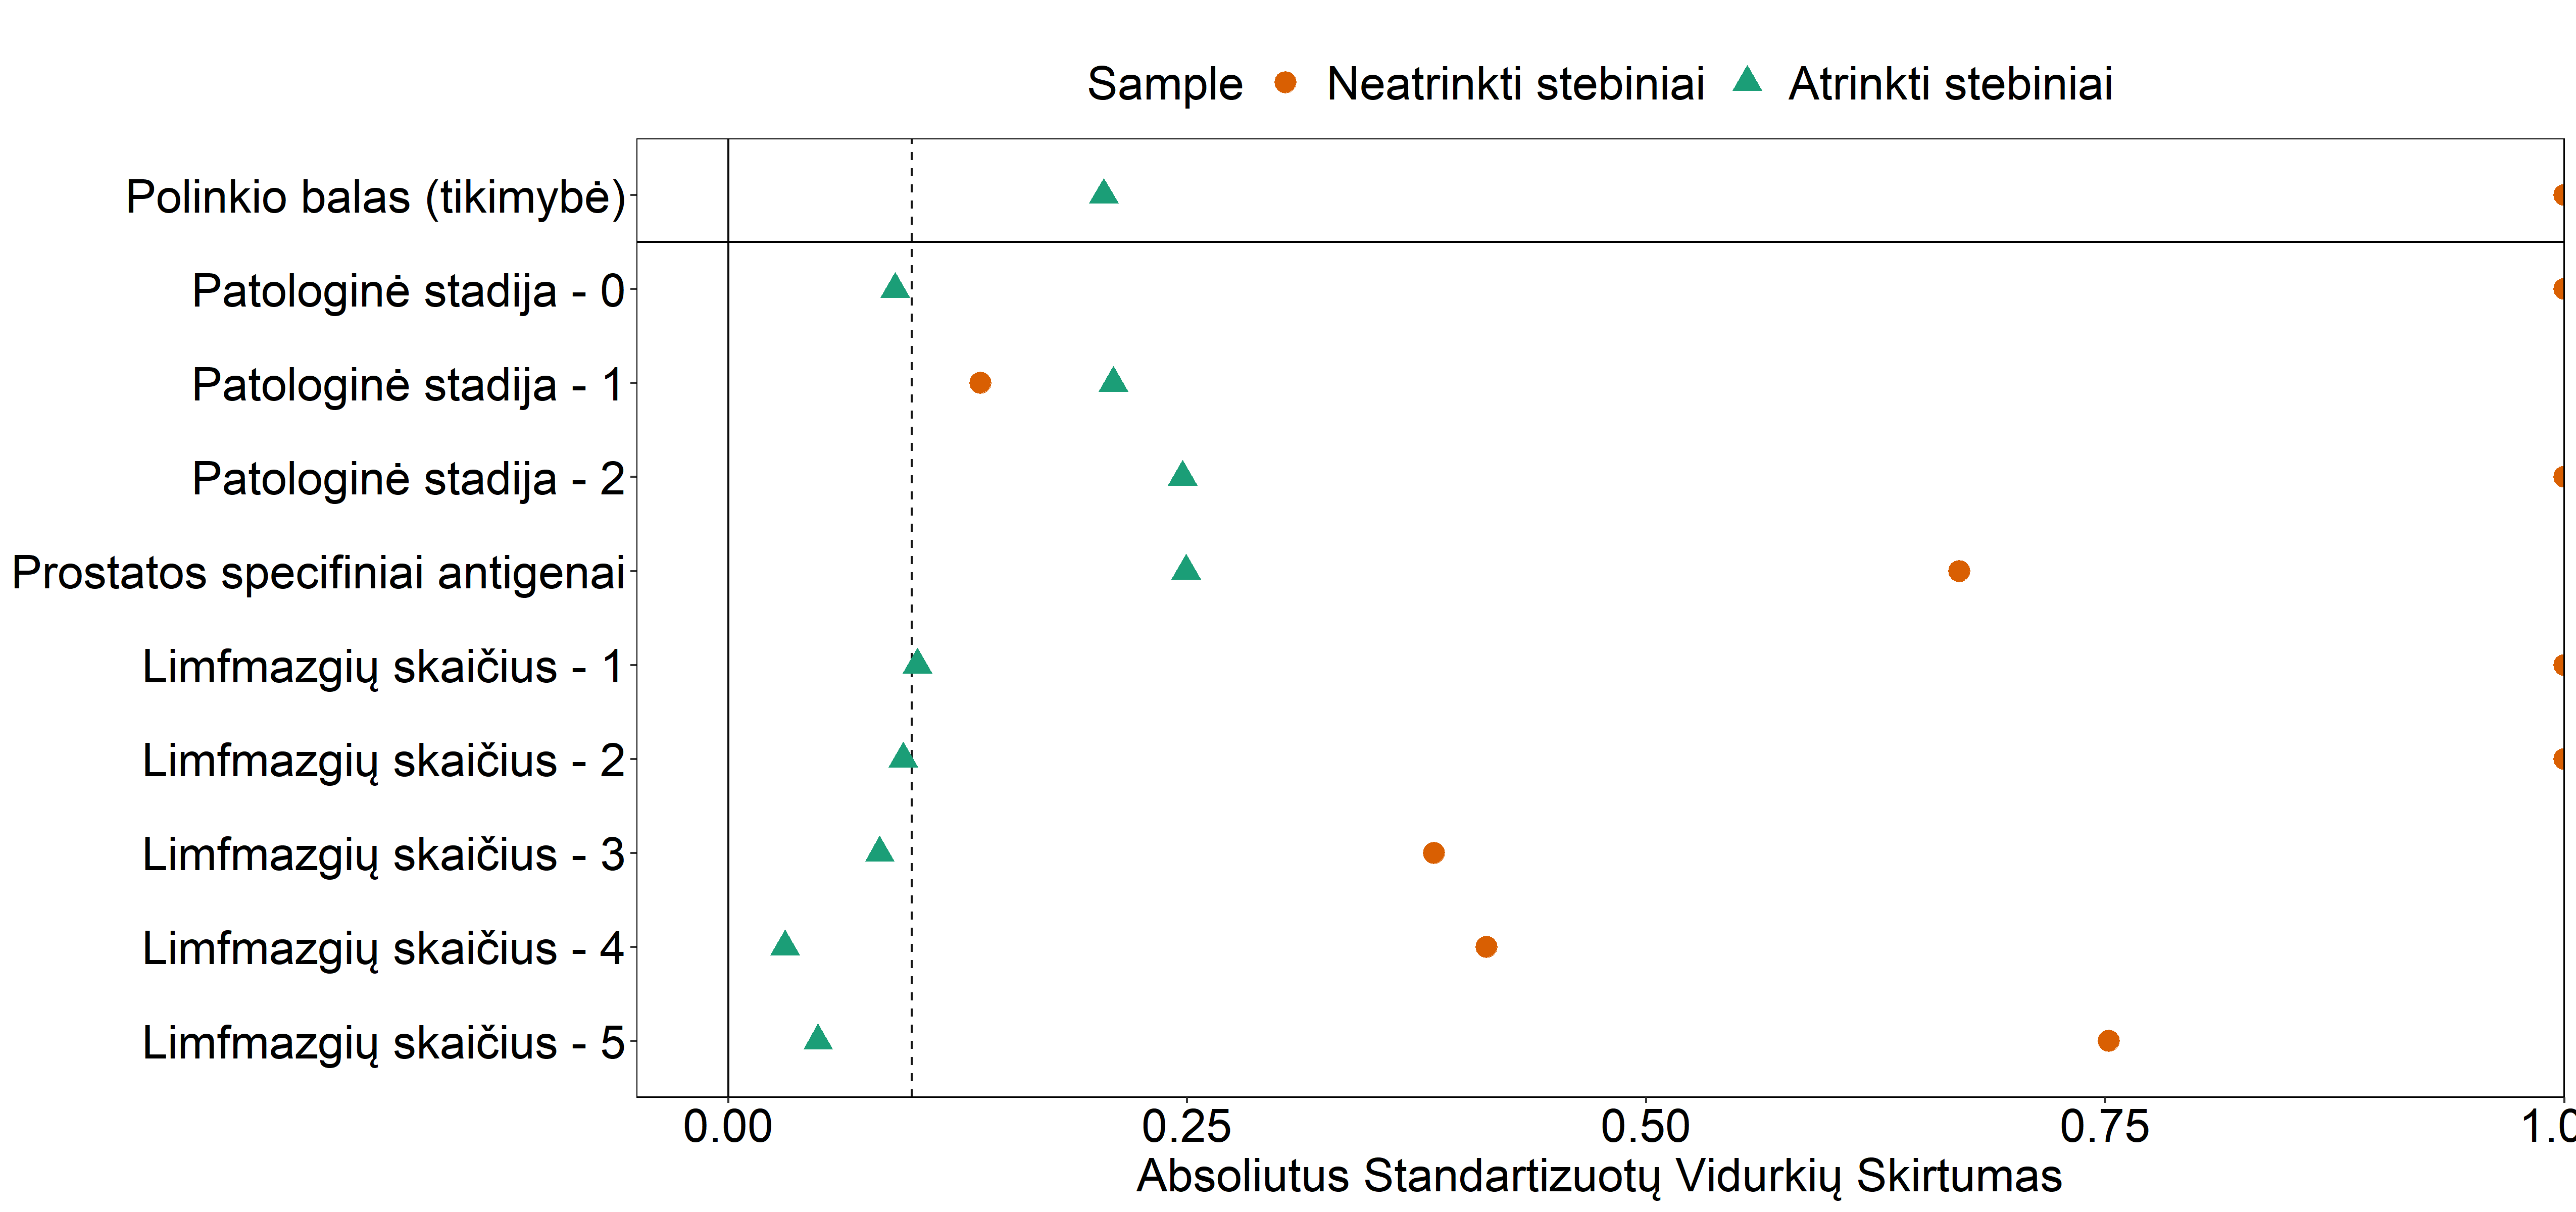 Sample Neatrinkti stebiniai Atrinkti stebiniai
Polinkio balas (tikimybė)
Patologinė stadija - 0
Patologinė stadija - 1
Patologinė stadija - 2
Prostatos specifiniai antigenai
Limfmazgių skaičius - 1
Limfmazgių skaičius - 2
Limfmazgių skaičius - 3
Limfmazgių skaičius - 4
Limfmazgių skaičius - 5
0.00 0.25 0.50 0.75 1.0
Absoliutus Standartizuotų Vidurkių Skirtumas